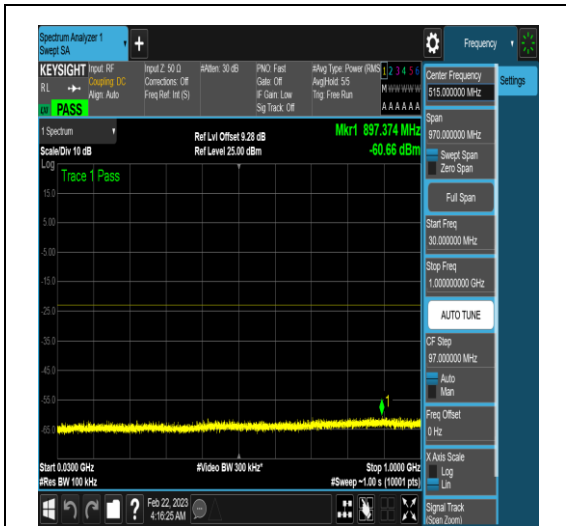 Spectrum Analyzer 1
Swept SA
Frequency
KEYSIGHT
RL
PASS
Input: RF
Coupling: DC
Align: Auto
Input Z: 50 Ω
Corrections: Off
Freq Ref: Int (S)
#Atten: 30 dB
PNO: Fast
Gate: Off
IF Gain: Low
Sig Track: Off
#Avg Type: Power (RMS
Avg|Hold: 5/5
Trig: Free Run
1 2 3 4 5 6
M W W W W W
A A A A A A
1 Spectrum
Scale/Div 10 dB
Ref Lvl Offset 9.28 dB
Ref Level 25.00 dBm
Mkr1 897.374 MHz
-60.66 dBm
Log
Trace 1 Pass
15.0
5.00
-5.00
-15.0
-25.0
-35.0
-45.0
-55.0
-65.0
1
Start 0.0300 GHz
#Res BW 100 kHz
#Video BW 300 kHz*
Stop 1.0000 GHz
#Sweep ~1.00 s (10001 pts)
Center Frequency
515.000000 MHz
Settings
Span
970.000000 MHz
Swept Span
Zero Span
Full Span
Start Freq
30.000000 MHz
Stop Freq
1.000000000 GHz
AUTO TUNE
CF Step
97.000000 MHz
Auto
Man
Freq Offset
0 Hz
X Axis Scale
Log
Lin
Signal Track
(Span Zoom)
Feb 22, 2023
4:16:25 AM